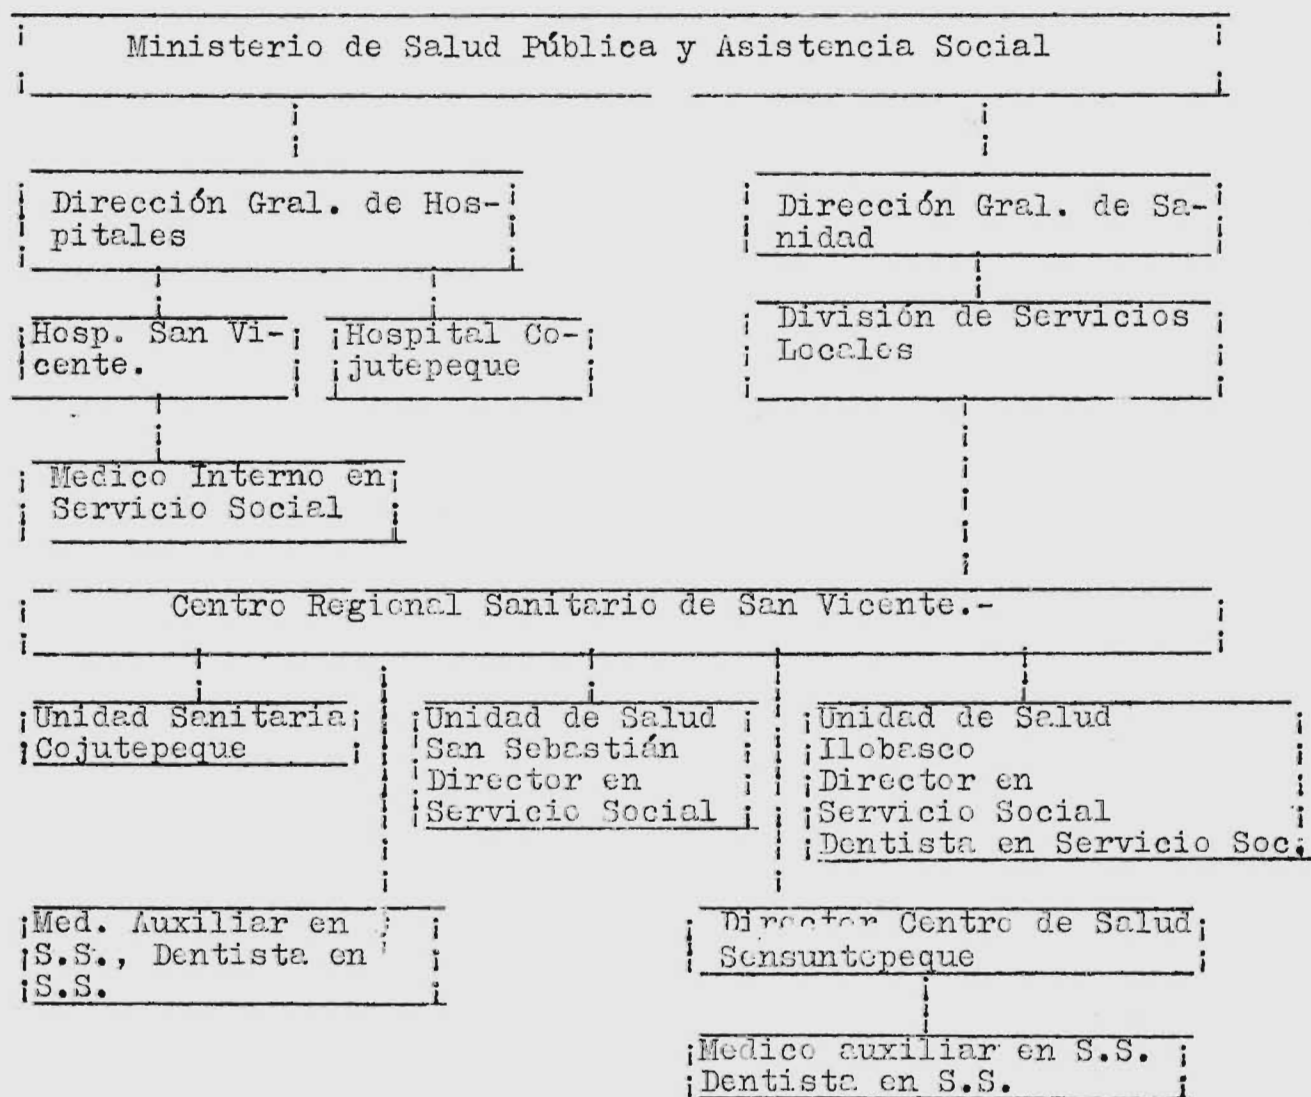 Ministerio de Salud Pública y Asistencia Social
Dirección Gral. de Hos-
pitales
Dirección Gral. de Sa-
nidad
Hosp. San Vi-
cente.
Hospital Co-
jutepeque
División de Servicios
Locales
Medico Interno en
Servicio Social
Centro Regional Sanitario de San Vicente.-
Unidad Sanitaria
Cojutepeque
Unidad de Salud
San Sebastián
Director en
Servicio Social
Unidad de Salud
Ilobasco
Director en
Servicio Social
Dentista en Servicio Soc.
Med. Auxiliar en
S.S., Dentista en
S.S.
Director Centro de Salud
Sensuntepeque
Medico auxiliar en S.S.
Dentista en S.S.